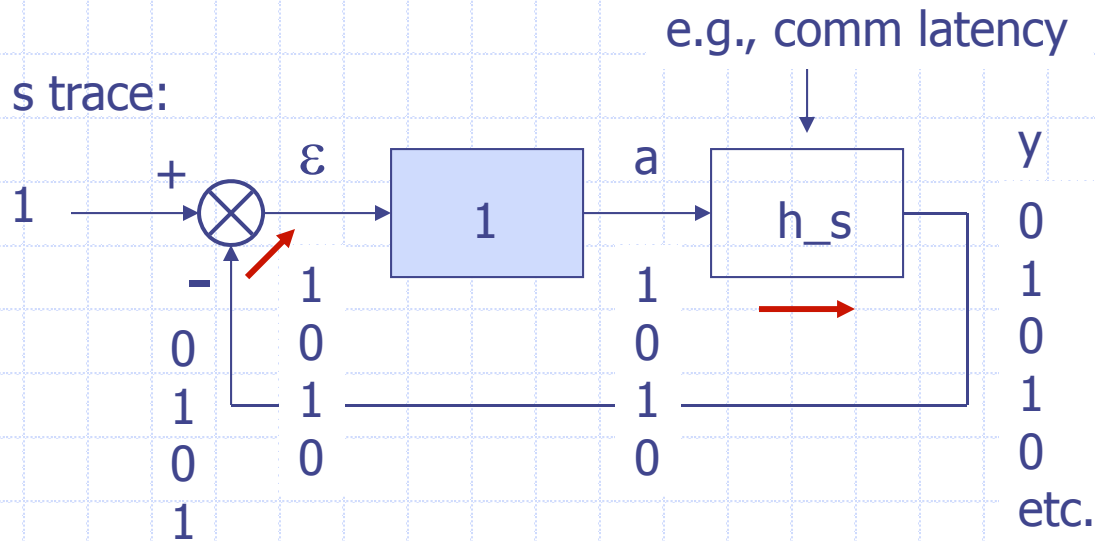 e.g., comm latency
s trace:
+ ε a y
1 1 h_s 0
-
1 1 1
0 0 0 0
1 1 1 1
0 0 0 0
1 etc.